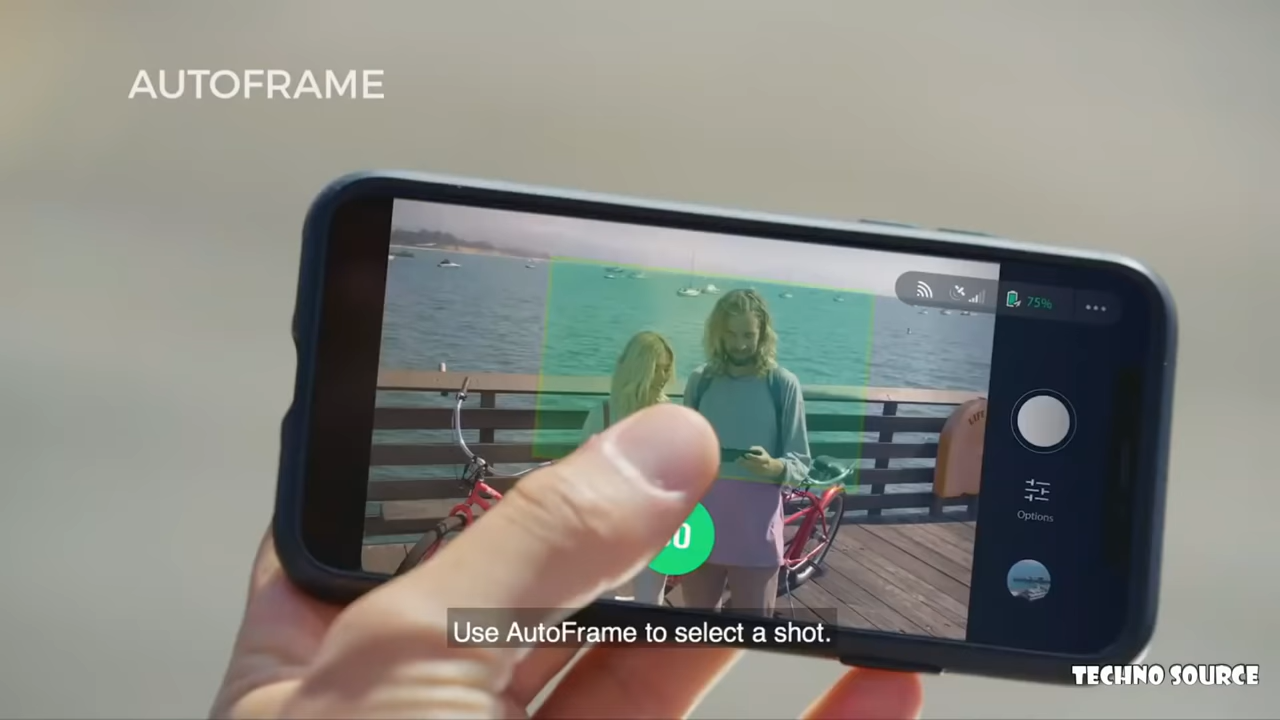 AUTOFRAME
75%
Options
Use AutoFrame to select a shot.
TECHNO SOURCE